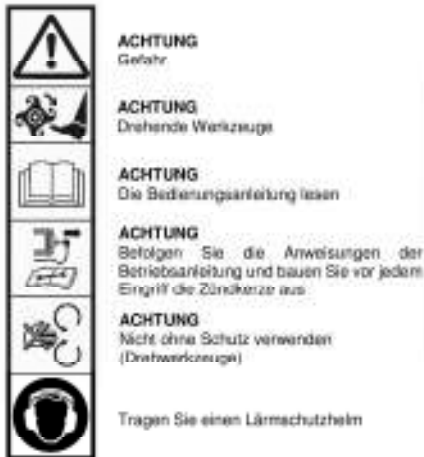 ACHTUNG
Gefahr
ACHTUNG
Drehende Werkzeuge
ACHTUNG
Die Bedienungsanleitung lesen
ACHTUNG
Befolgen Sie die Anweisungen der
Betriebsanleitung und bauen Sie vor jedem
Eingriff die Zündkerze aus
ACHTUNG
Nicht ohne Schutz verwenden
(Drehwerkzeuge)
Tragen Sie einen Lärmschutzhelm